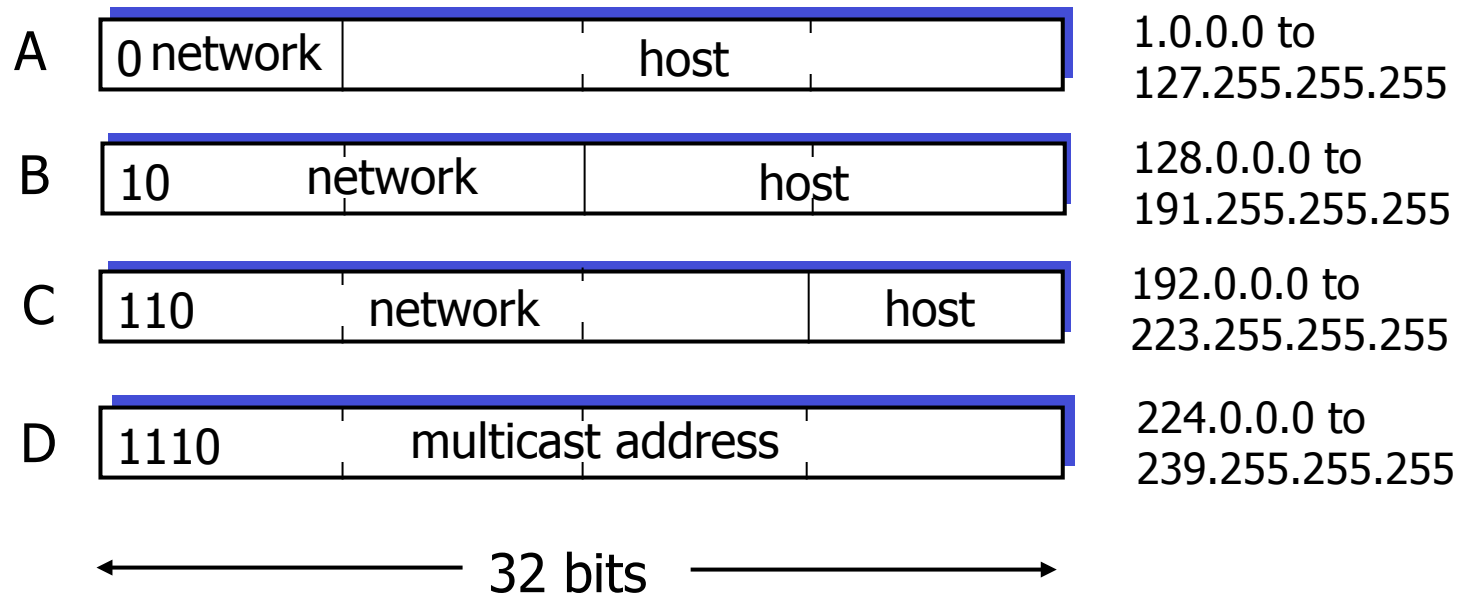 A
0 network
host
1.0.0.0 to
127.255.255.255
B
10
network
host
128.0.0.0 to
191.255.255.255
C
110
network
host
192.0.0.0 to
223.255.255.255
D
1110
multicast address
224.0.0.0 to
239.255.255.255
32 bits